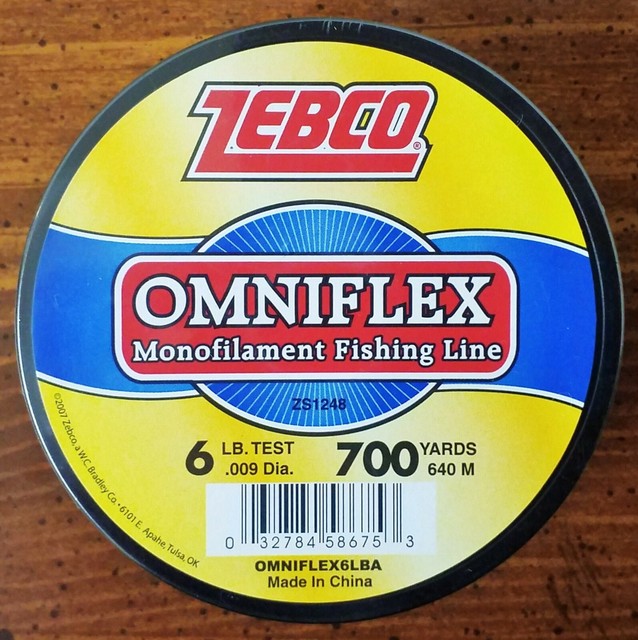 ZEBCO®
OMNIFLEX
Monofilament Fishing Line
ZS1248
6 LB. TEST 700 YARDS
.009 Dia. 640 M
0 32784 58675 3
OMNIFLEX6LBA
Made In China
©2007 Zebco, a W.C. Bradley Co. • 6101 E. Apahe, Tulsa, OK